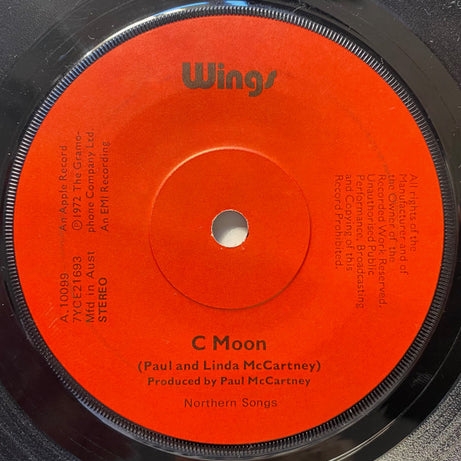 Wings
An Apple Record
℗1972 The Gramo-
phone Company Ltd.
An EMI Recording
A.10099
7YCE21693
Mfd in Aust
STEREO
All rights of the
Manufacturer and of
the Owner of the
Recorded Work Reserved.
Unauthorised Public
Performance, Broadcasting
and Copying of this
Record Prohibited.
C Moon
(Paul and Linda McCartney)
Produced by Paul McCartney
Northern Songs